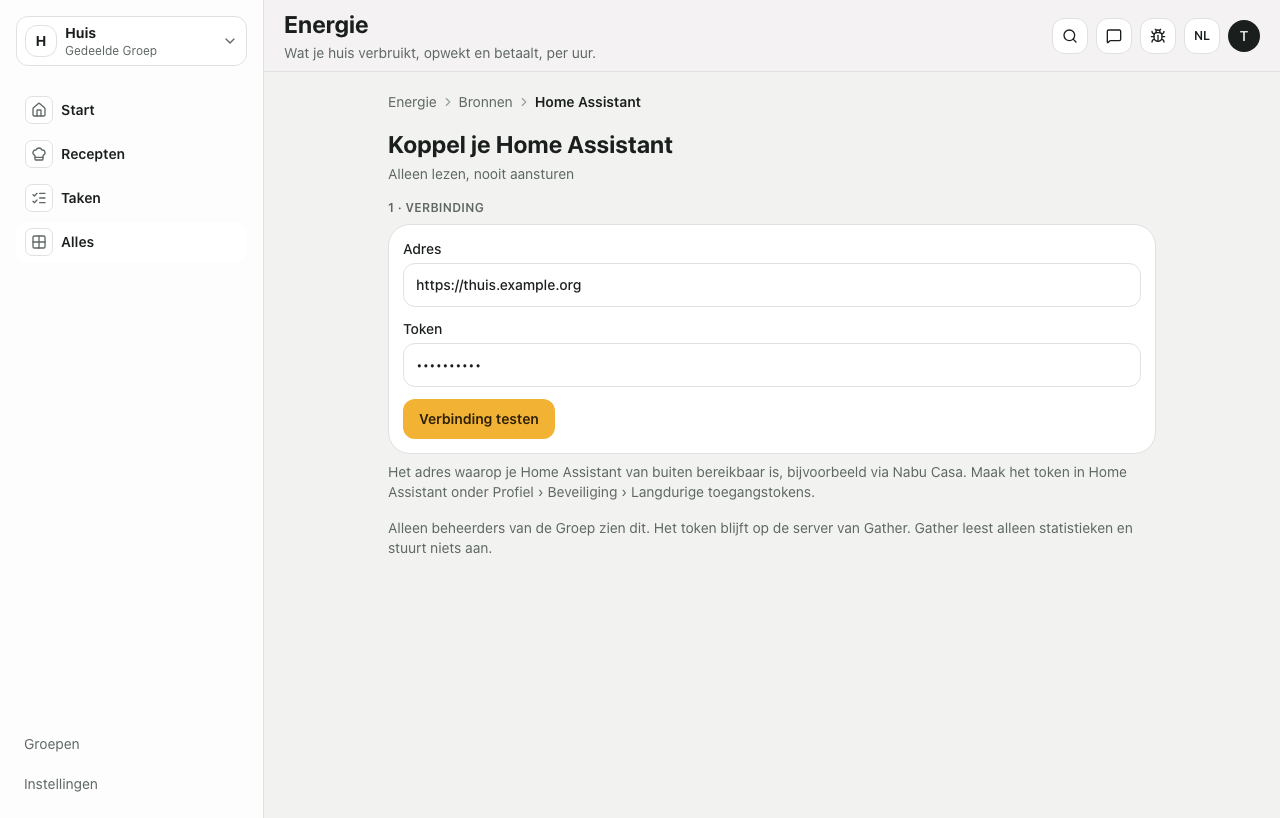 H
Huis
Gedeelde Groep
Start
Recepten
Taken
Alles
Groepen
Instellingen
Energie
Wat je huis verbruikt, opwekt en betaalt, per uur.
NL
T
Energie > Bronnen > Home Assistant
Koppel je Home Assistant
Alleen lezen, nooit aansturen
1 · VERBINDING
Adres
https://thuis.example.org
Token
••••••••••
Verbinding testen
Het adres waarop je Home Assistant van buiten bereikbaar is, bijvoorbeeld via Nabu Casa. Maak het token in Home
Assistant onder Profiel › Beveiliging › Langdurige toegangstokens.
Alleen beheerders van de Groep zien dit. Het token blijft op de server van Gather. Gather leest alleen statistieken en
stuurt niets aan.